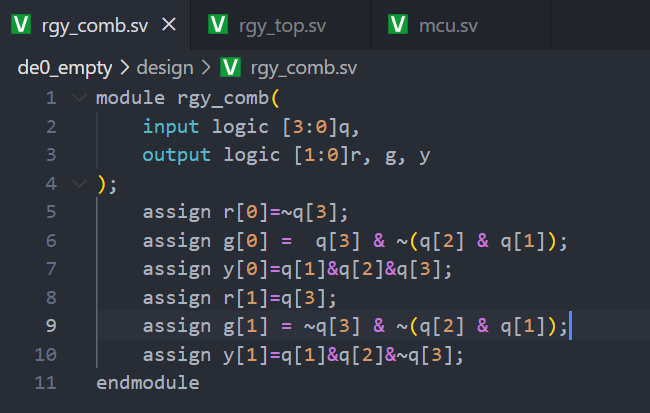 rgy_comb.sv × rgy_top.sv mcu.sv
de0_empty > design > rgy_comb.sv
1 module rgy_comb(
2 input logic [3:0]q,
3 output logic [1:0]r, g, y
4 );
5 assign r[0]=~q[3];
6 assign g[0] =  q[3] & ~(q[2] & q[1]);
7 assign y[0]=q[1]&q[2]&q[3];
8 assign r[1]=q[3];
9 assign g[1] = ~q[3] & ~(q[2] & q[1]);
10 assign y[1]=q[1]&q[2]&~q[3];
11 endmodule